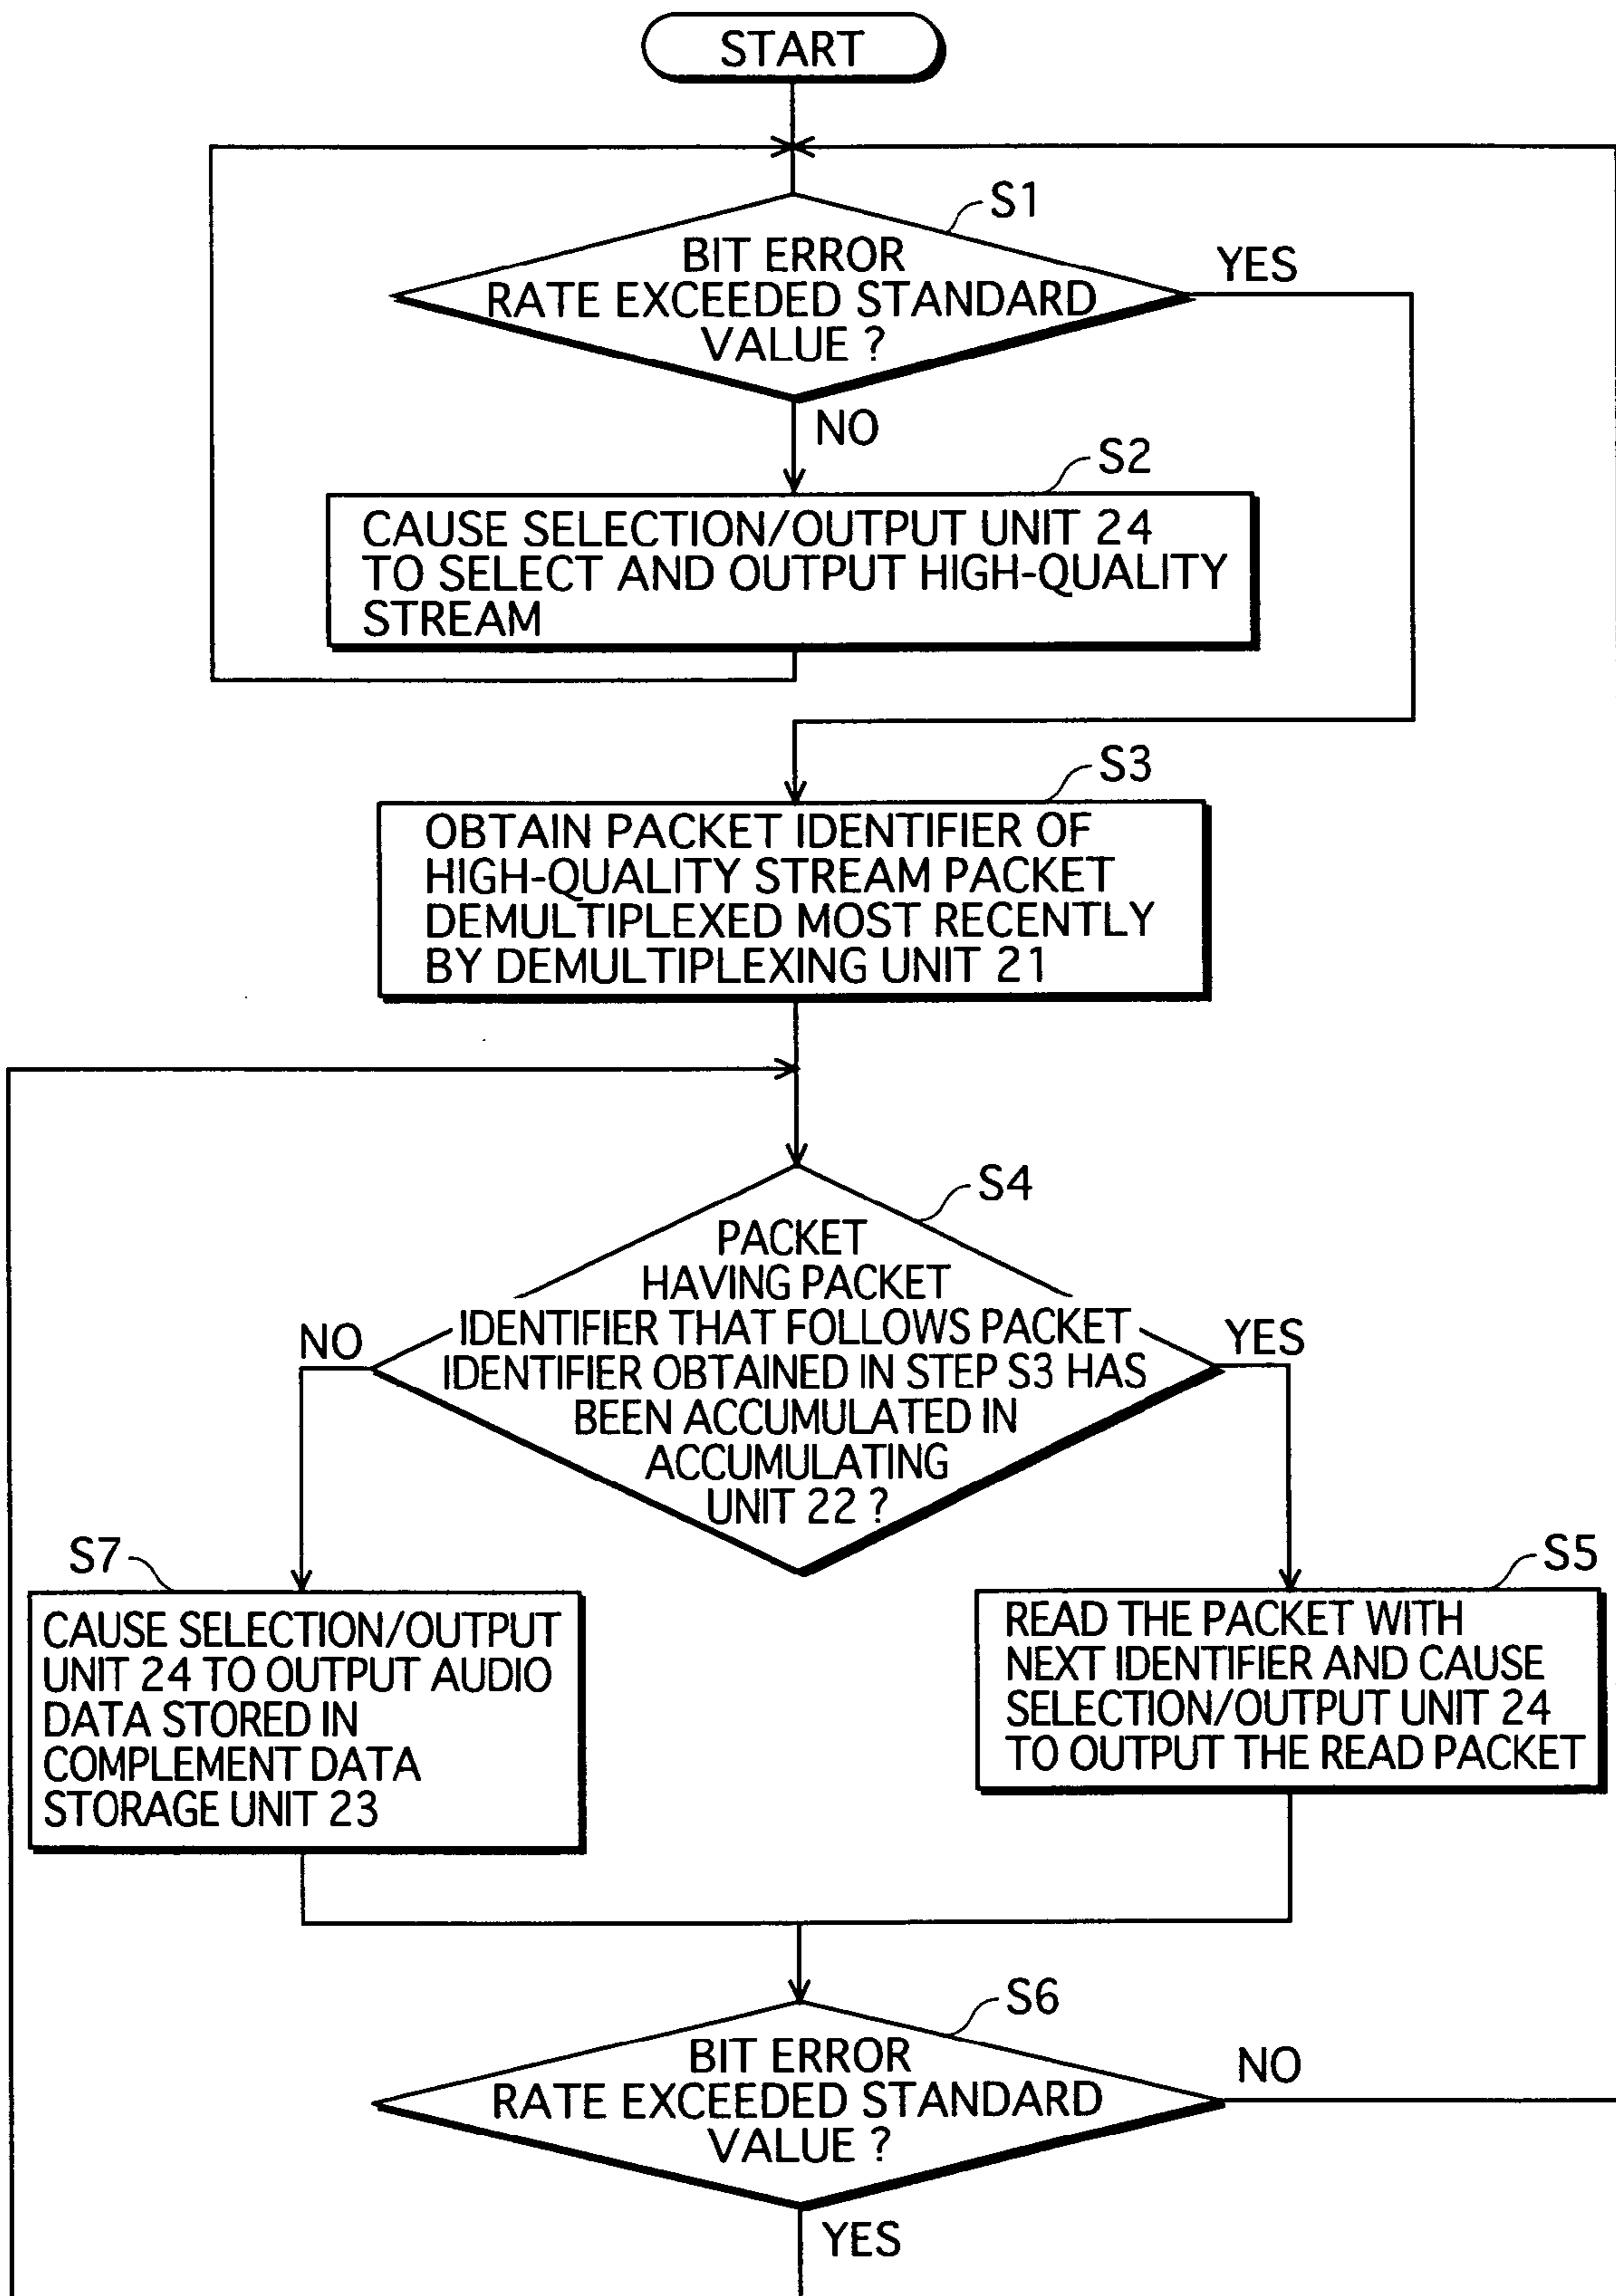 START
S1
BIT ERROR
RATE EXCEEDED STANDARD
VALUE ?
YES
NO
S2
CAUSE SELECTION/OUTPUT UNIT 24
TO SELECT AND OUTPUT HIGH-QUALITY
STREAM
S3
OBTAIN PACKET IDENTIFIER OF
HIGH-QUALITY STREAM PACKET
DEMULTIPLEXED MOST RECENTLY
BY DEMULTIPLEXING UNIT 21
S4
PACKET
HAVING PACKET
IDENTIFIER THAT FOLLOWS PACKET
IDENTIFIER OBTAINED IN STEP S3 HAS
BEEN ACCUMULATED IN
ACCUMULATING
UNIT 22 ?
NO
YES
S7
CAUSE SELECTION/OUTPUT
UNIT 24 TO OUTPUT AUDIO
DATA STORED IN
COMPLEMENT DATA
STORAGE UNIT 23
S5
READ THE PACKET WITH
NEXT IDENTIFIER AND CAUSE
SELECTION/OUTPUT UNIT 24
TO OUTPUT THE READ PACKET
S6
BIT ERROR
RATE EXCEEDED STANDARD
VALUE ?
NO
YES